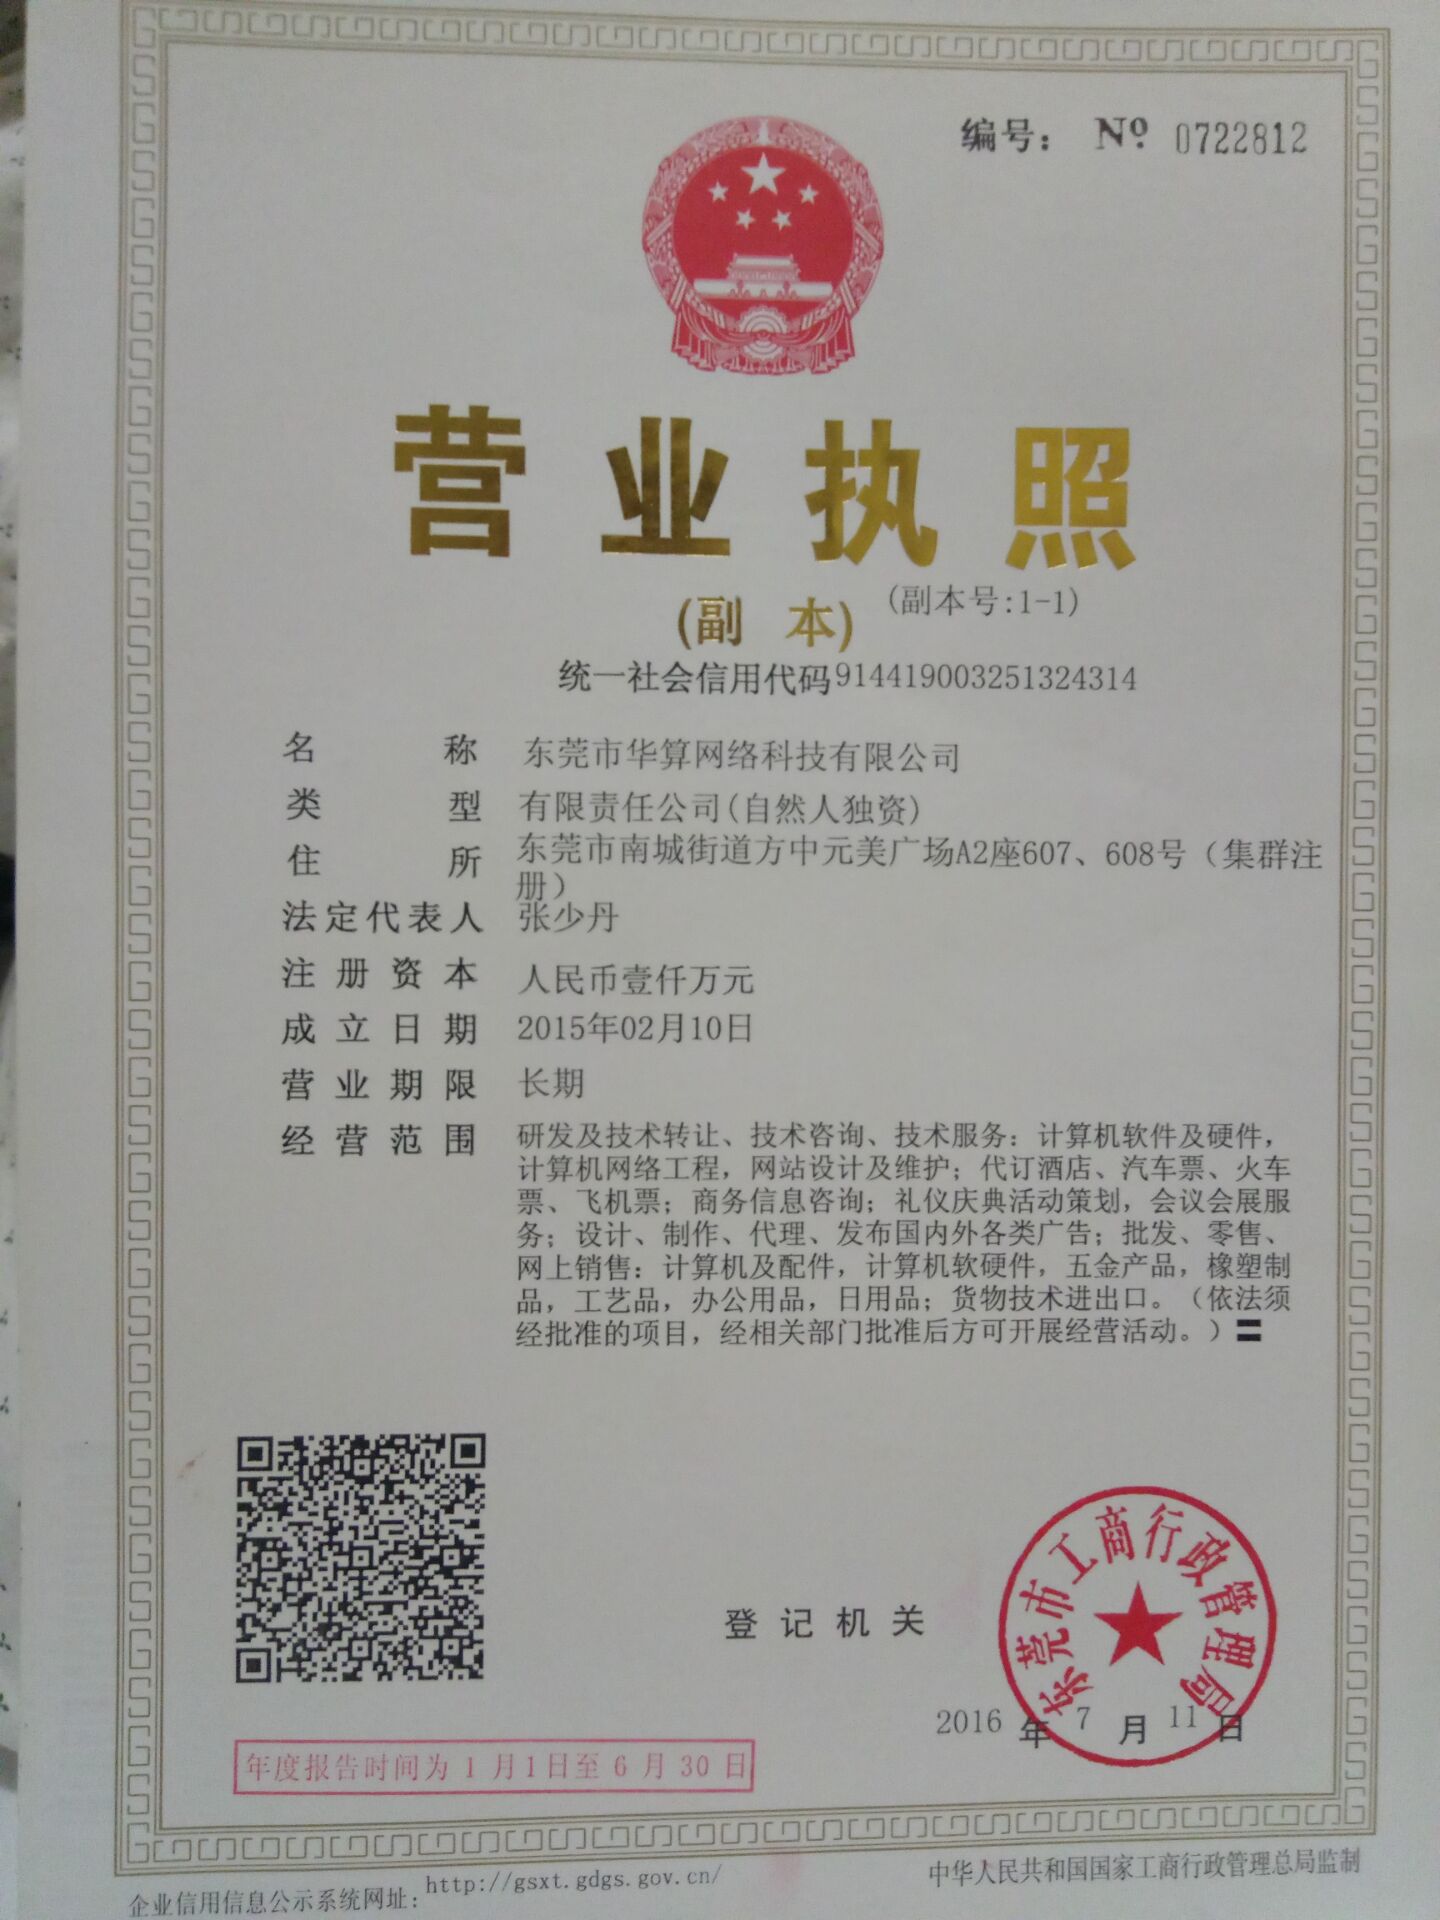 编号： № 0722812
营业执照
(副 本) (副本号:1-1)
统一社会信用代码914419003251324314
名 称 东莞市华算网络科技有限公司
类 型 有限责任公司(自然人独资)
住 所 东莞市南城街道方中元美广场A2座607、608号（集群注
册）
法定代表人 张少丹
注册资本 人民币壹仟万元
成立日期 2015年02月10日
营业期限 长期
经营范围 研发及技术转让、技术咨询、技术服务：计算机软件及硬件，
计算机网络工程，网站设计及维护；代订酒店、汽车票、火车
票、飞机票；商务信息咨询；礼仪庆典活动策划，会议会展服
务；设计、制作、代理、发布国内外各类广告；批发、零售、
网上销售：计算机及配件，计算机软硬件，五金产品，橡塑制
品，工艺品，办公用品，日用品；货物技术进出口。（依法须
经批准的项目，经相关部门批准后方可开展经营活动。）〓
东莞市工商行政管理局
登记机关
2016 年 7 月 11 日
年度报告时间为 1 月 1日至 6 月 30 日
企业信用信息公示系统网址：http://gsxt.gdgs.gov.cn/
中华人民共和国国家工商行政管理总局监制